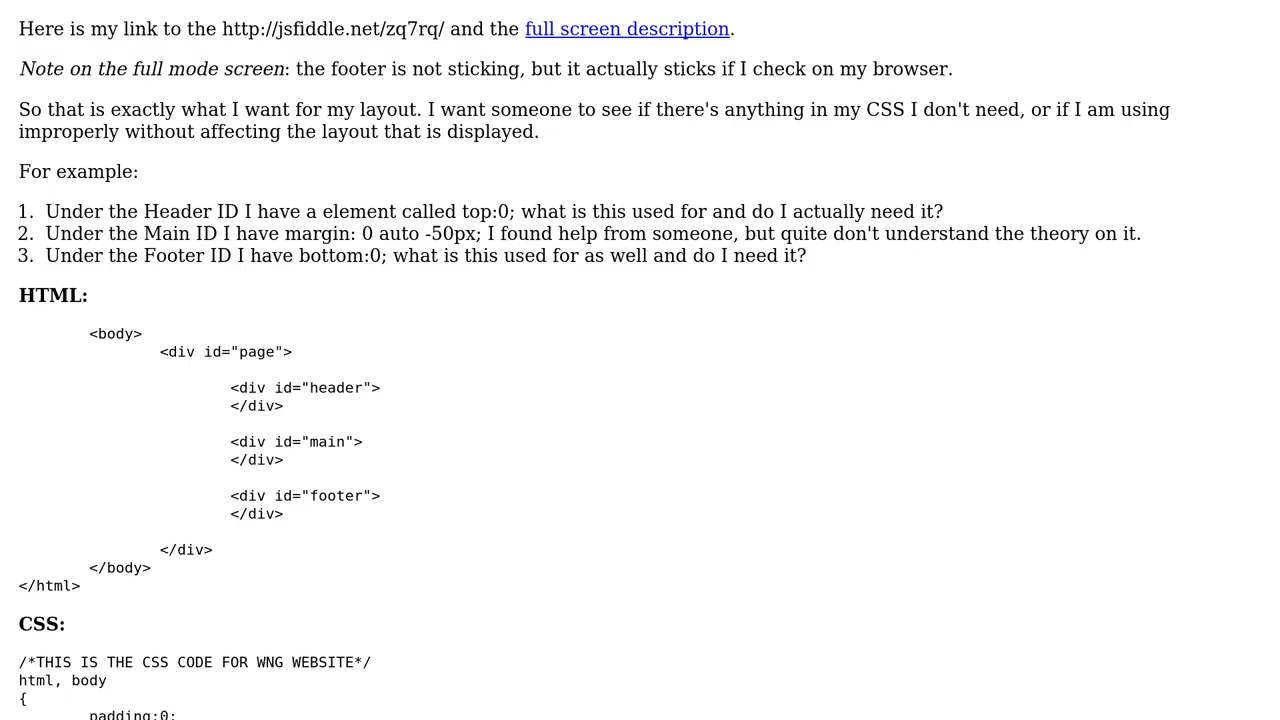 Here is my link to the http://jsfiddle.net/zq7rq/ and the full screen description.
Note on the full mode screen: the footer is not sticking, but it actually sticks if I check on my browser.
So that is exactly what I want for my layout. I want someone to see if there's anything in my CSS I don't need, or if I am using
improperly without affecting the layout that is displayed.
For example:
1. Under the Header ID I have a element called top:0; what is this used for and do I actually need it?
2. Under the Main ID I have margin: 0 auto -50px; I found help from someone, but quite don't understand the theory on it.
3. Under the Footer ID I have bottom:0; what is this used for as well and do I need it?
HTML:
<body>
<div id="page">
<div id="header">
</div>
<div id="main">
</div>
<div id="footer">
</div>
</div>
</body>
</html>
CSS:
/*THIS IS THE CSS CODE FOR WNG WEBSITE*/
html, body
{
padding:0;